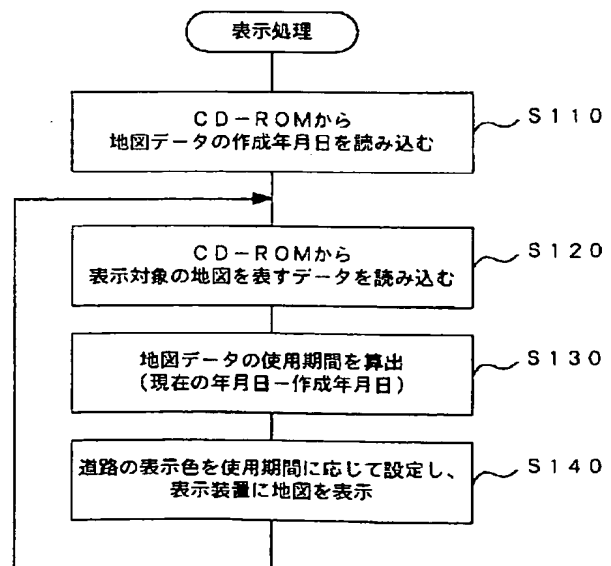 表示処理
CD-ROMから
地図データの作成年月日を読み込む
S110
CD-ROMから
表示対象の地図を表すデータを読み込む
S120
地図データの使用期間を算出
(現在の年月日-作成年月日)
S130
道路の表示色を使用期間に応じて設定し、
表示装置に地図を表示
S140